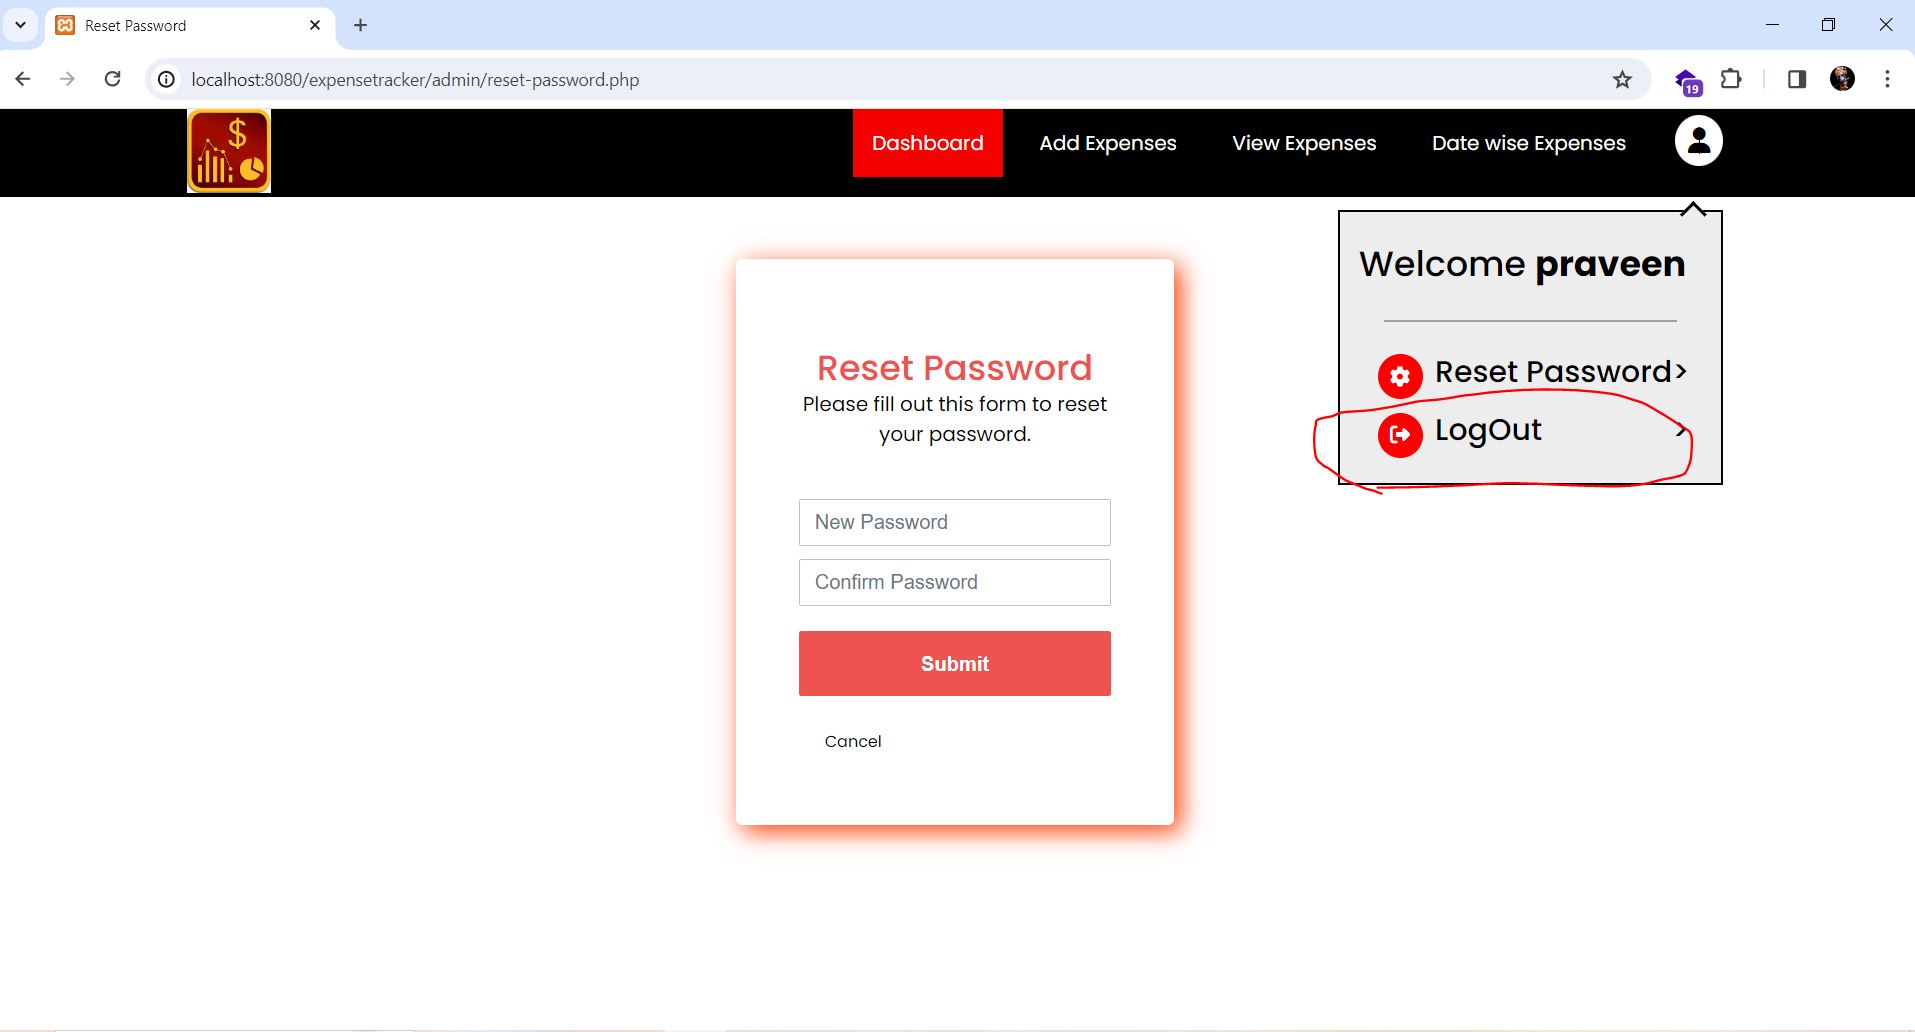 Reset Password
localhost:8080/expensetracker/admin/reset-password.php
19
$
Dashboard Add Expenses View Expenses Date wise Expenses
Welcome praveen
Reset Password>
LogOut >
Reset Password
Please fill out this form to reset
your password.
New Password
Confirm Password
Submit
Cancel